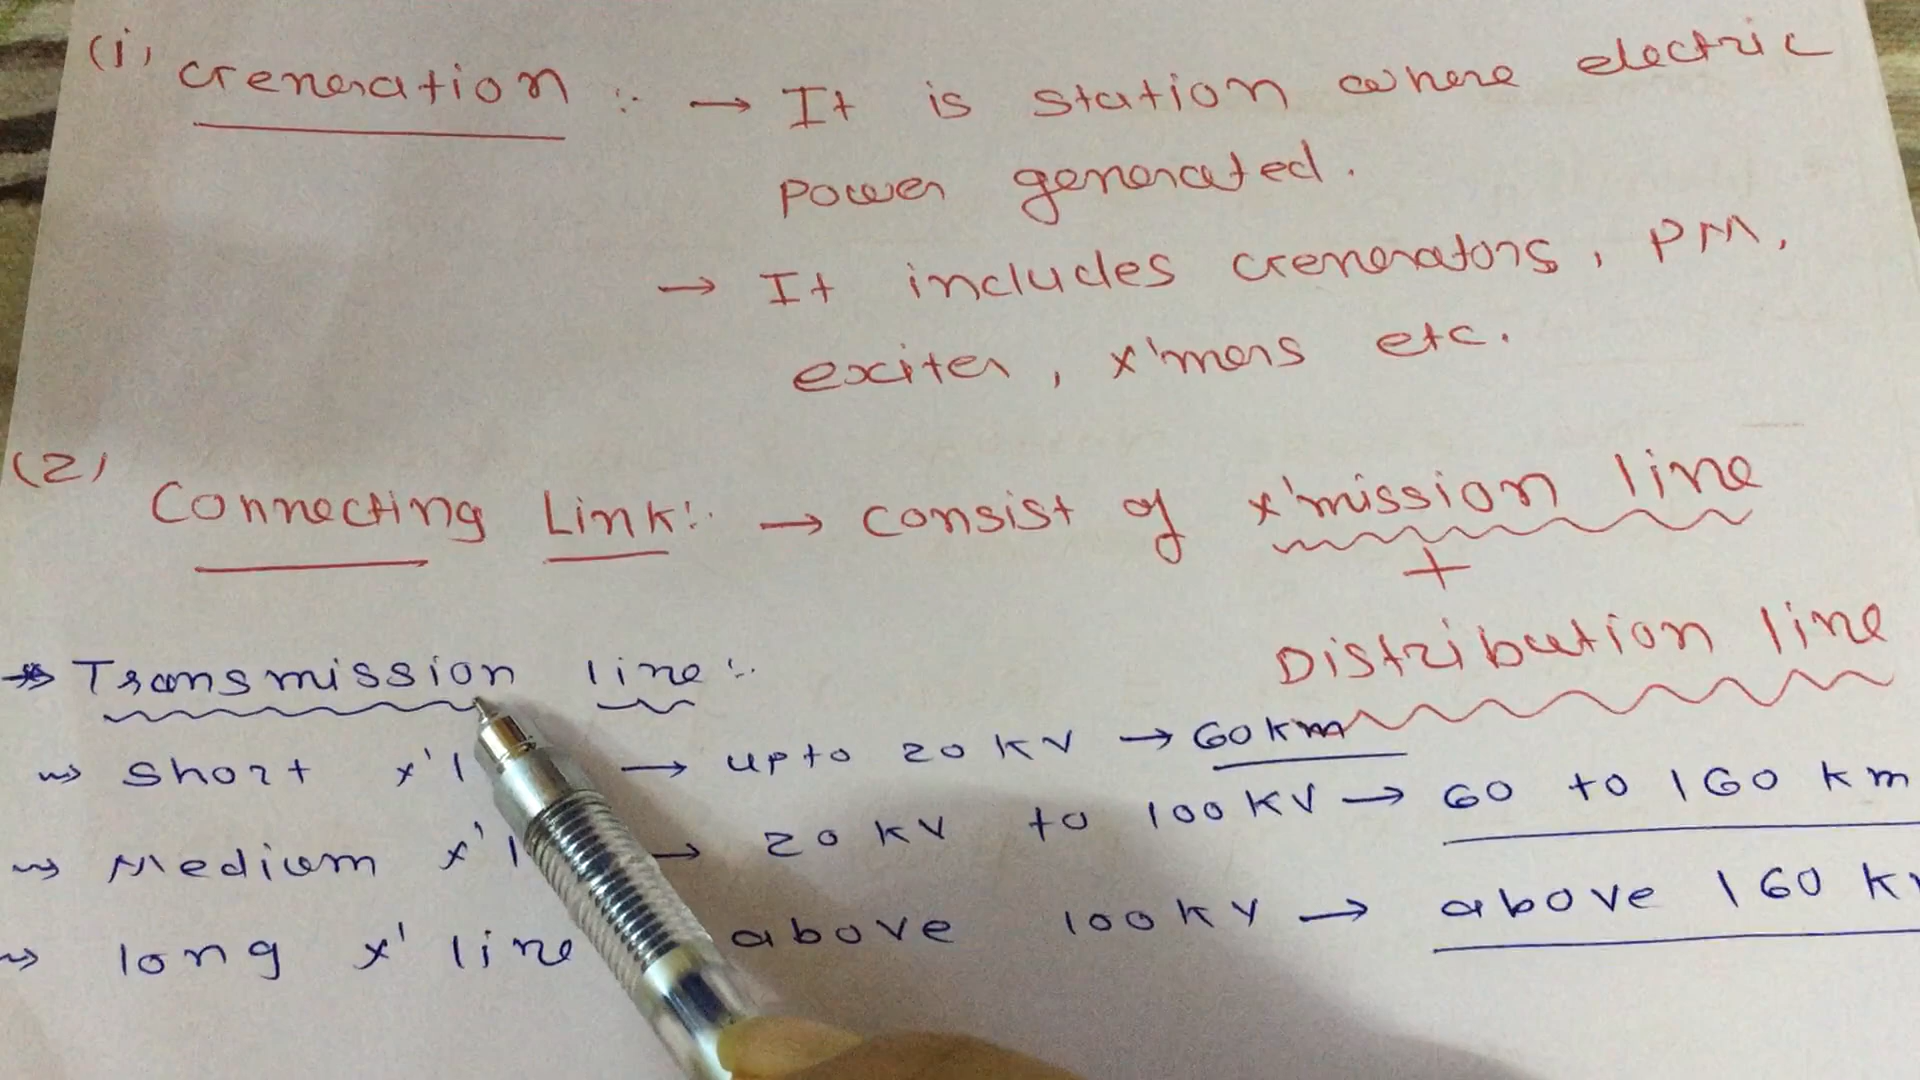 (i) Generation :- → It is station where electric
power generated.
→ It includes Generators, PM,
exciter, x'mers etc.
(2) Connecting Link :- → consist of x'mission line
+
Distribution line
→ Transmission line :-
→ Short x'l → upto 20 KV → 60 km
→ Medium x'l → 20 KV to 100 KV → 60 to 160 km
→ long x' line above 100 KV → above 160 K